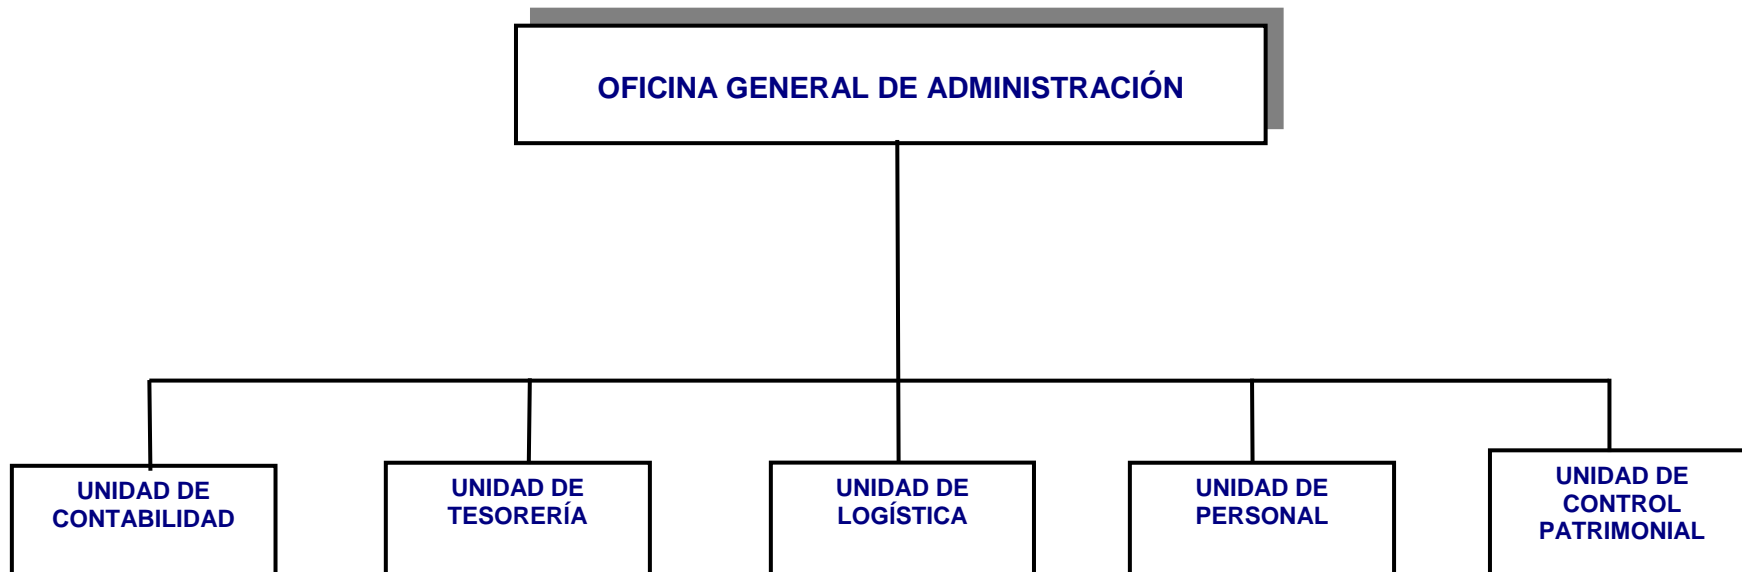 OFICINA GENERAL DE ADMINISTRACIÓN
UNIDAD DE
CONTABILIDAD
UNIDAD DE
TESORERÍA
UNIDAD DE
LOGÍSTICA
UNIDAD DE
PERSONAL
UNIDAD DE
CONTROL
PATRIMONIAL